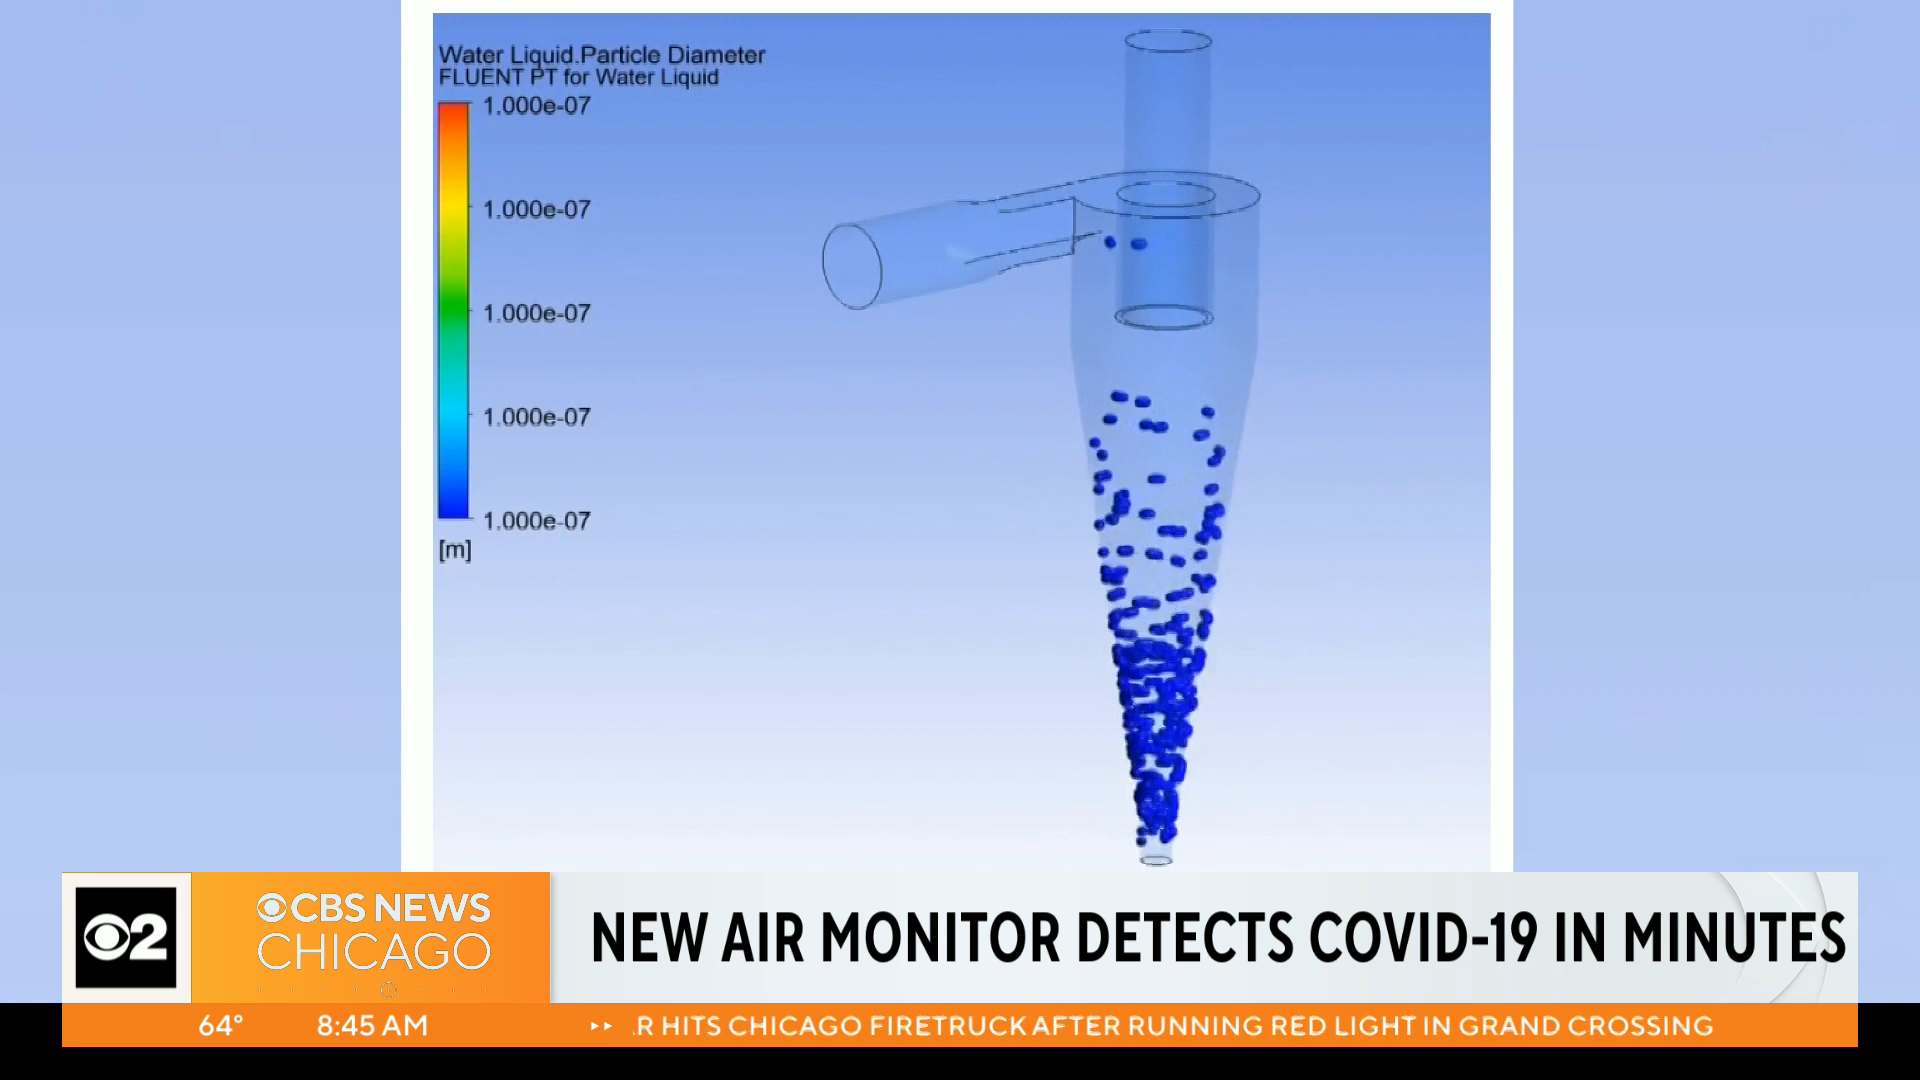 Water Liquid.Particle Diameter
FLUENT PT for Water Liquid
1.000e-07
1.000e-07
1.000e-07
1.000e-07
1.000e-07
[m]
2
CBS NEWS
CHICAGO
NEW AIR MONITOR DETECTS COVID-19 IN MINUTES
64° 8:45 AM
R HITS CHICAGO FIRETRUCK AFTER RUNNING RED LIGHT IN GRAND CROSSING